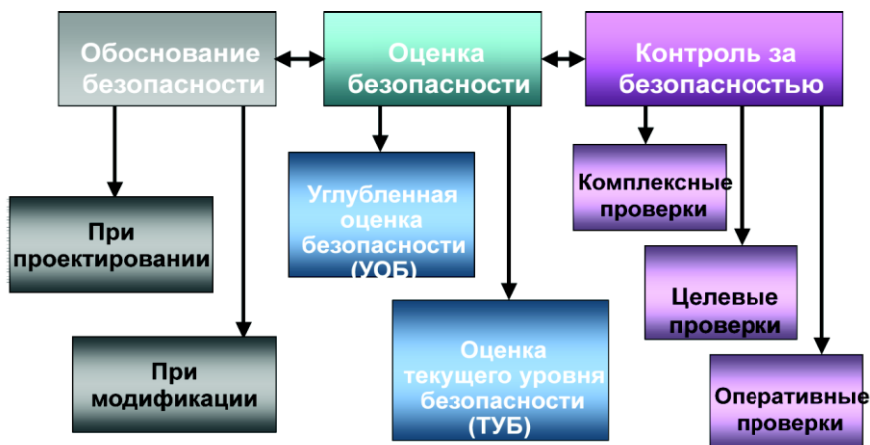 Обоснование
безопасности
Оценка
безопасности
Контроль за
безопасностью
При
проектировании
При
модификации
Углубленная
оценка
безопасности
(УОБ)
Оценка
текущего уровня
безопасности
(ТУБ)
Комплексные
проверки
Целевые
проверки
Оперативные
проверки